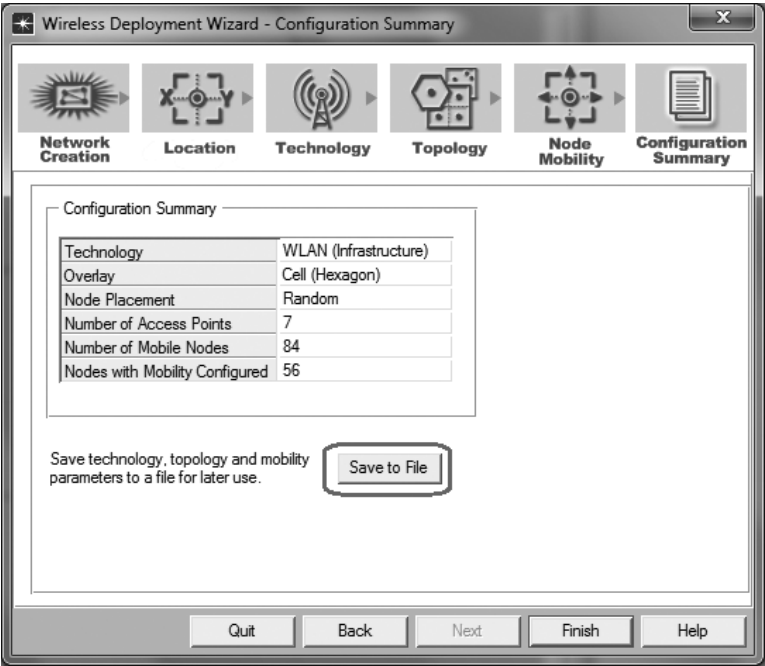 Wireless Deployment Wizard - Configuration Summary
X
Network
Creation
X Y
Location
Technology
Topology
Node
Mobility
Configuration
Summary
Configuration Summary
Technology WLAN (Infrastructure)
Overlay Cell (Hexagon)
Node Placement Random
Number of Access Points 7
Number of Mobile Nodes 84
Nodes with Mobility Configured 56
Save technology, topology and mobility
parameters to a file for later use.
Save to File
Quit Back Next Finish Help